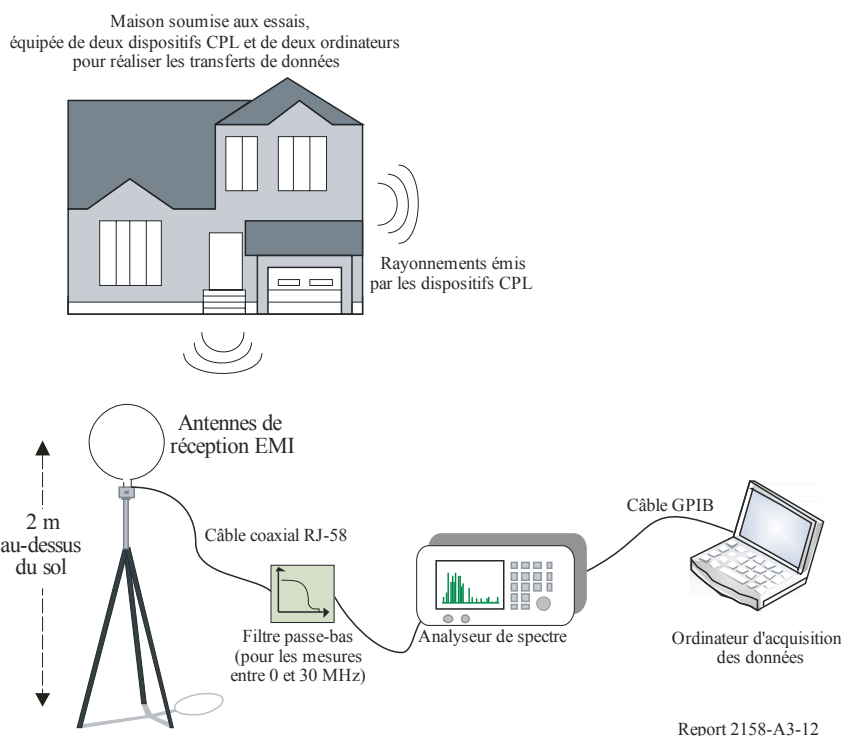 Maison soumise aux essais,
équipée de deux dispositifs CPL et de deux ordinateurs
pour réaliser les transferts de données
Rayonnements émis
par les dispositifs CPL
Antennes de
réception EMI
2 m
au-dessus
du sol
Câble coaxial RJ-58
Câble GPIB
Filtre passe-bas
(pour les mesures
entre 0 et 30 MHz)
Analyseur de spectre
Ordinateur d'acquisition
des données
Report 2158-A3-12